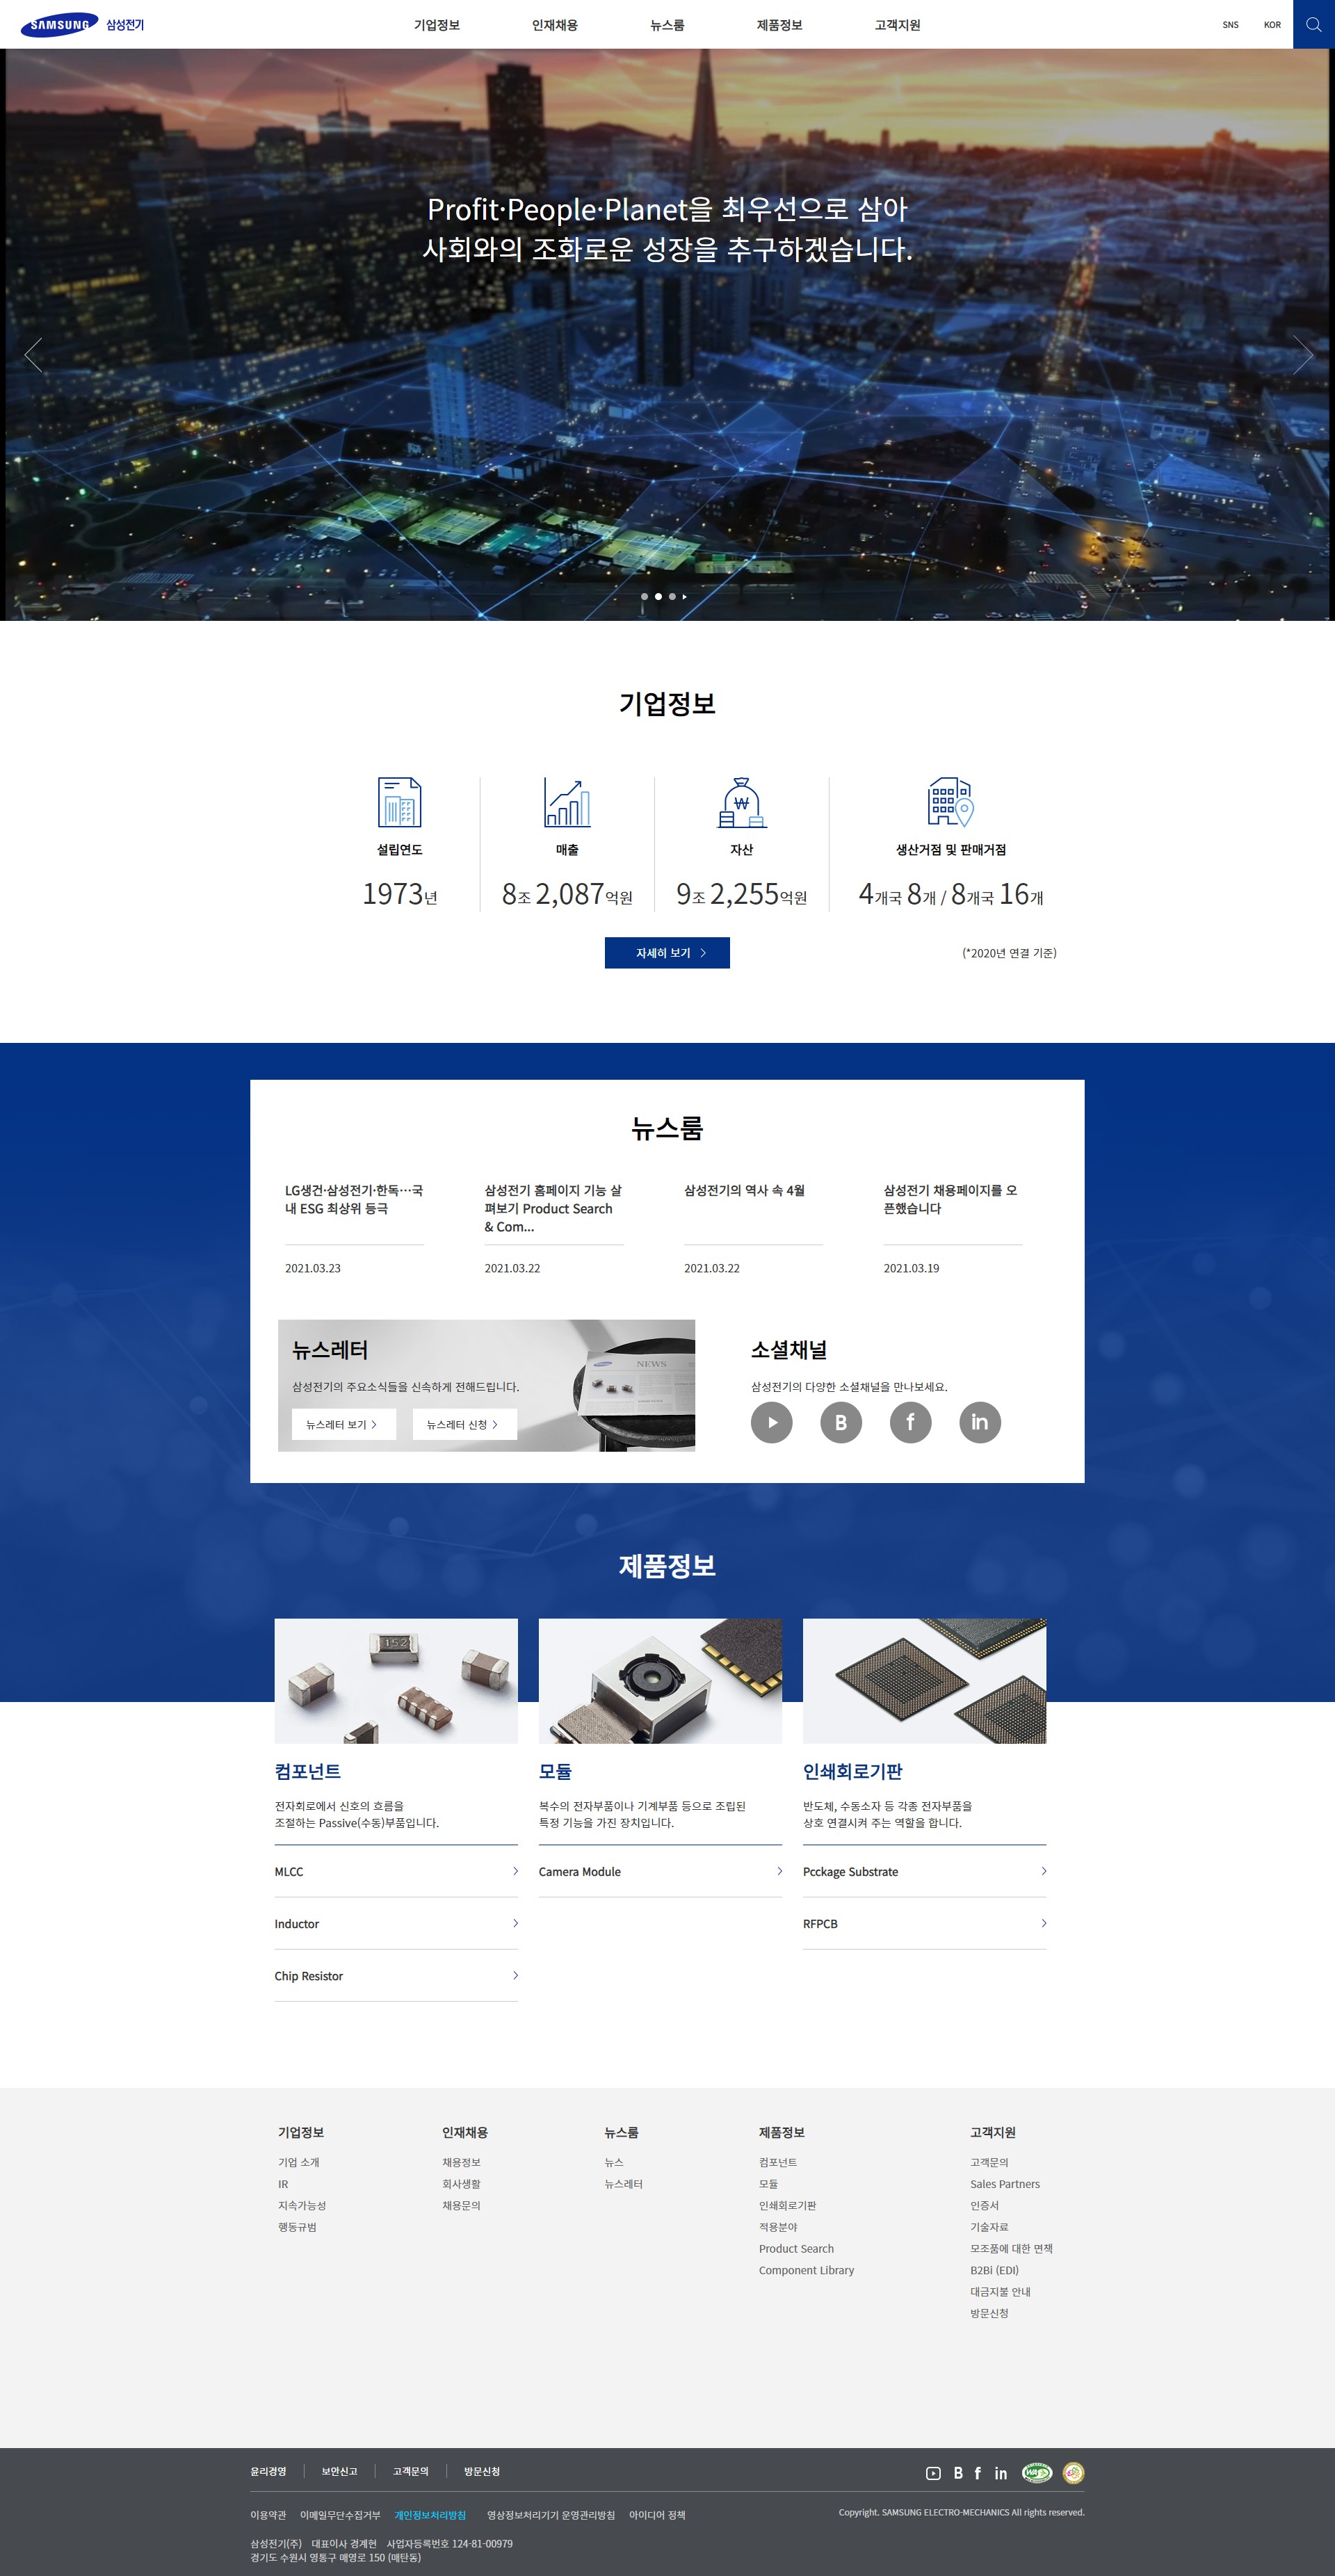 SAMSUNG 삼성전기
기업정보 인재채용 뉴스룸 제품정보 고객지원
SNS KOR
Profit·People·Planet을 최우선으로 삼아
사회와의 조화로운 성장을 추구하겠습니다.
기업정보
설립연도
1973년
매출
8조 2,087억원
자산
9조 2,255억원
생산거점 및 판매거점
4개국 8개 / 8개국 16개
자세히 보기
(*2020년 연결 기준)
뉴스룸
LG생건·삼성전기·한독…국
내 ESG 최상위 등극
2021.03.23
삼성전기 홈페이지 기능 살
펴보기 Product Search
& Com...
2021.03.22
삼성전기의 역사 속 4월
2021.03.22
삼성전기 채용페이지를 오
픈했습니다
2021.03.19
뉴스레터
삼성전기의 주요소식들을 신속하게 전해드립니다.
뉴스레터 보기
뉴스레터 신청
NEWS
소셜채널
삼성전기의 다양한 소셜채널을 만나보세요.
B f in
제품정보
152
컴포넌트
전자회로에서 신호의 흐름을
조절하는 Passive(수동)부품입니다.
MLCC
Inductor
Chip Resistor
모듈
복수의 전자부품이나 기계부품 등으로 조립된
특정 기능을 가진 장치입니다.
Camera Module
인쇄회로기판
반도체, 수동소자 등 각종 전자부품을
상호 연결시켜 주는 역할을 합니다.
Pcckage Substrate
RFPCB
기업정보
기업 소개
IR
지속가능성
행동규범
인재채용
채용정보
회사생활
채용문의
뉴스룸
뉴스
뉴스레터
제품정보
컴포넌트
모듈
인쇄회로기판
적용분야
Product Search
Component Library
고객지원
고객문의
Sales Partners
인증서
기술자료
모조품에 대한 면책
B2Bi (EDI)
대금지불 안내
방문신청
윤리경영 보안신고 고객문의 방문신청
B f in WA
이용약관 이메일무단수집거부 개인정보처리방침 영상정보처리기기 운영관리방침 아이디어 정책
Copyright. SAMSUNG ELECTRO-MECHANICS All rights reserved.
삼성전기(주) 대표이사 경계현 사업자등록번호 124-81-00979
경기도 수원시 영통구 매영로 150 (매탄동)